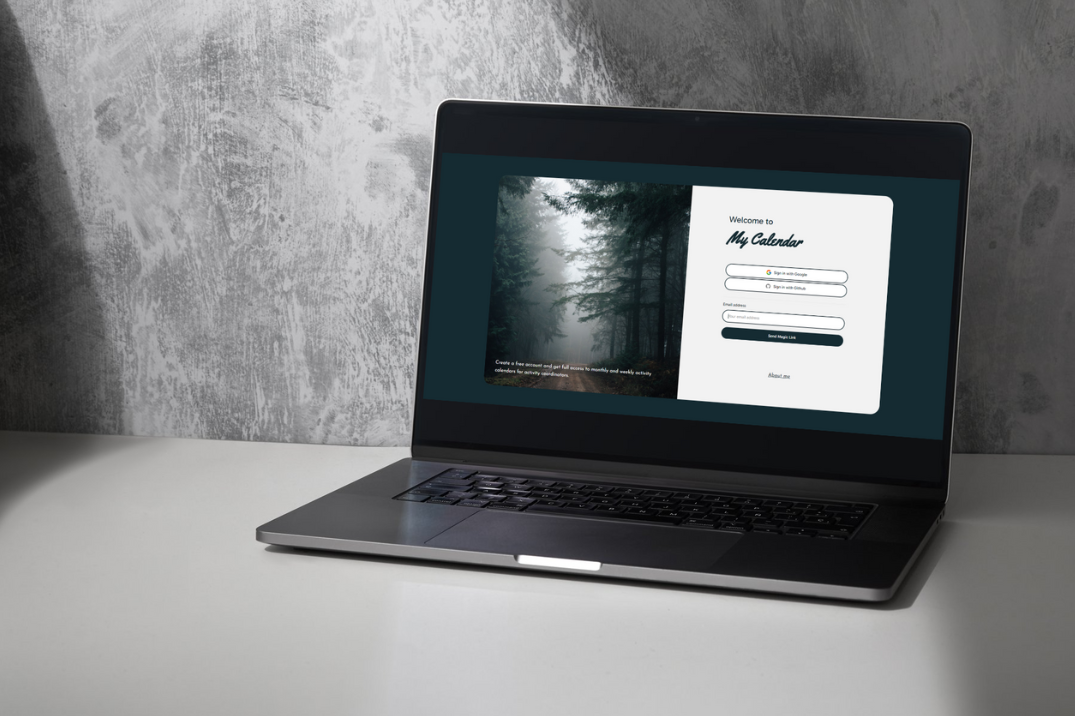 Welcome to
My Calendar
Sign in with Google
Sign in with Github
Email address
Your email address
Send Magic Link
About me
Create a free account and get full access to monthly and weekly activity
calendars for activity coordinators.